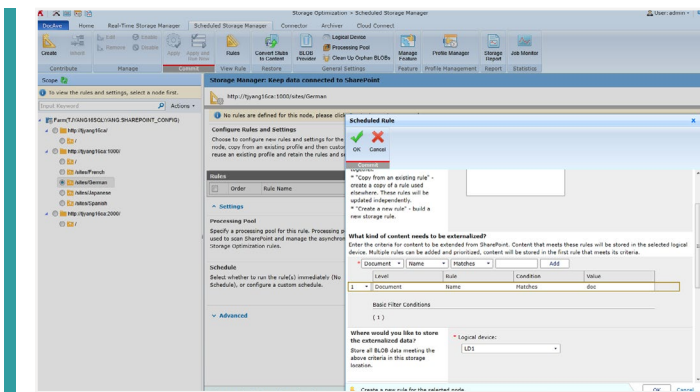 Storage Optimization > Scheduled Storage Manager
User: admin
DocAve Home Real-Time Storage Manager Scheduled Storage Manager Connector Archiver Cloud Connect
Create Edit Enable Remove Disable Apply Apply and Run Now Rules Convert Stubs to Content BLOB Provider Logical Device
Processing Pool
Clean Up Orphan BLOBs
Manage Feature Profile Manager Storage Report Job Monitor
Contribute Manage Commit View Rule Restore General Settings Feature Profile Management Report Statistics
Scope
To view the rules and settings, select a node first.
Input Keyword Actions
Farm(TJYANG16SQL\YANG:SHAREPOINT_CONFIG)
http://tjyang16ca/
/
http://tjyang16ca:1000/
/
/sites/French
/sites/German
/sites/Japanese
/sites/Spanish
http://tjyang16ca:2000/
/
Storage Manager: Keep data connected to SharePoint
http://tjyang16ca:1000/sites/German
No rules are defined for this node, please click
Configure Rules and Settings
Choose to configure new rules and settings for the
node, copy from an existing profile and then custom
reuse an existing profile and retain the rules and
Rules
Order Rule Name
Settings
Processing Pool
Specify a processing pool for this rule. Processing
used to scan SharePoint and manage the asynchron
Storage Optimization rules.
Schedule
Select whether to run the rule(s) immediately (No
Schedule), or configure a custom schedule.
Advanced
Scheduled Rule x
OK Cancel
Commit
together.
* "Copy from an existing rule" -
create a copy of a rule used
elsewhere. These rules will be
updated independently.
* "Create a new rule" - build a
new storage rule.
What kind of content needs to be externalized?
Enter the criteria for content to be extended from SharePoint. Content that meets these rules will be stored in the selected logical
device. Multiple rules can be added and prioritized, content will be stored in the first rule that meets its criteria.
* Document Name Matches Add
Level Rule Condition Value
1 Document Name Matches doc
Basic Filter Conditions
( 1 )
Where would you like to store
the externalized data?
Store all BLOB data meeting the
above criteria in this storage
location.
* Logical device:
LD1
Create a new rule for the selected node
OK Cancel